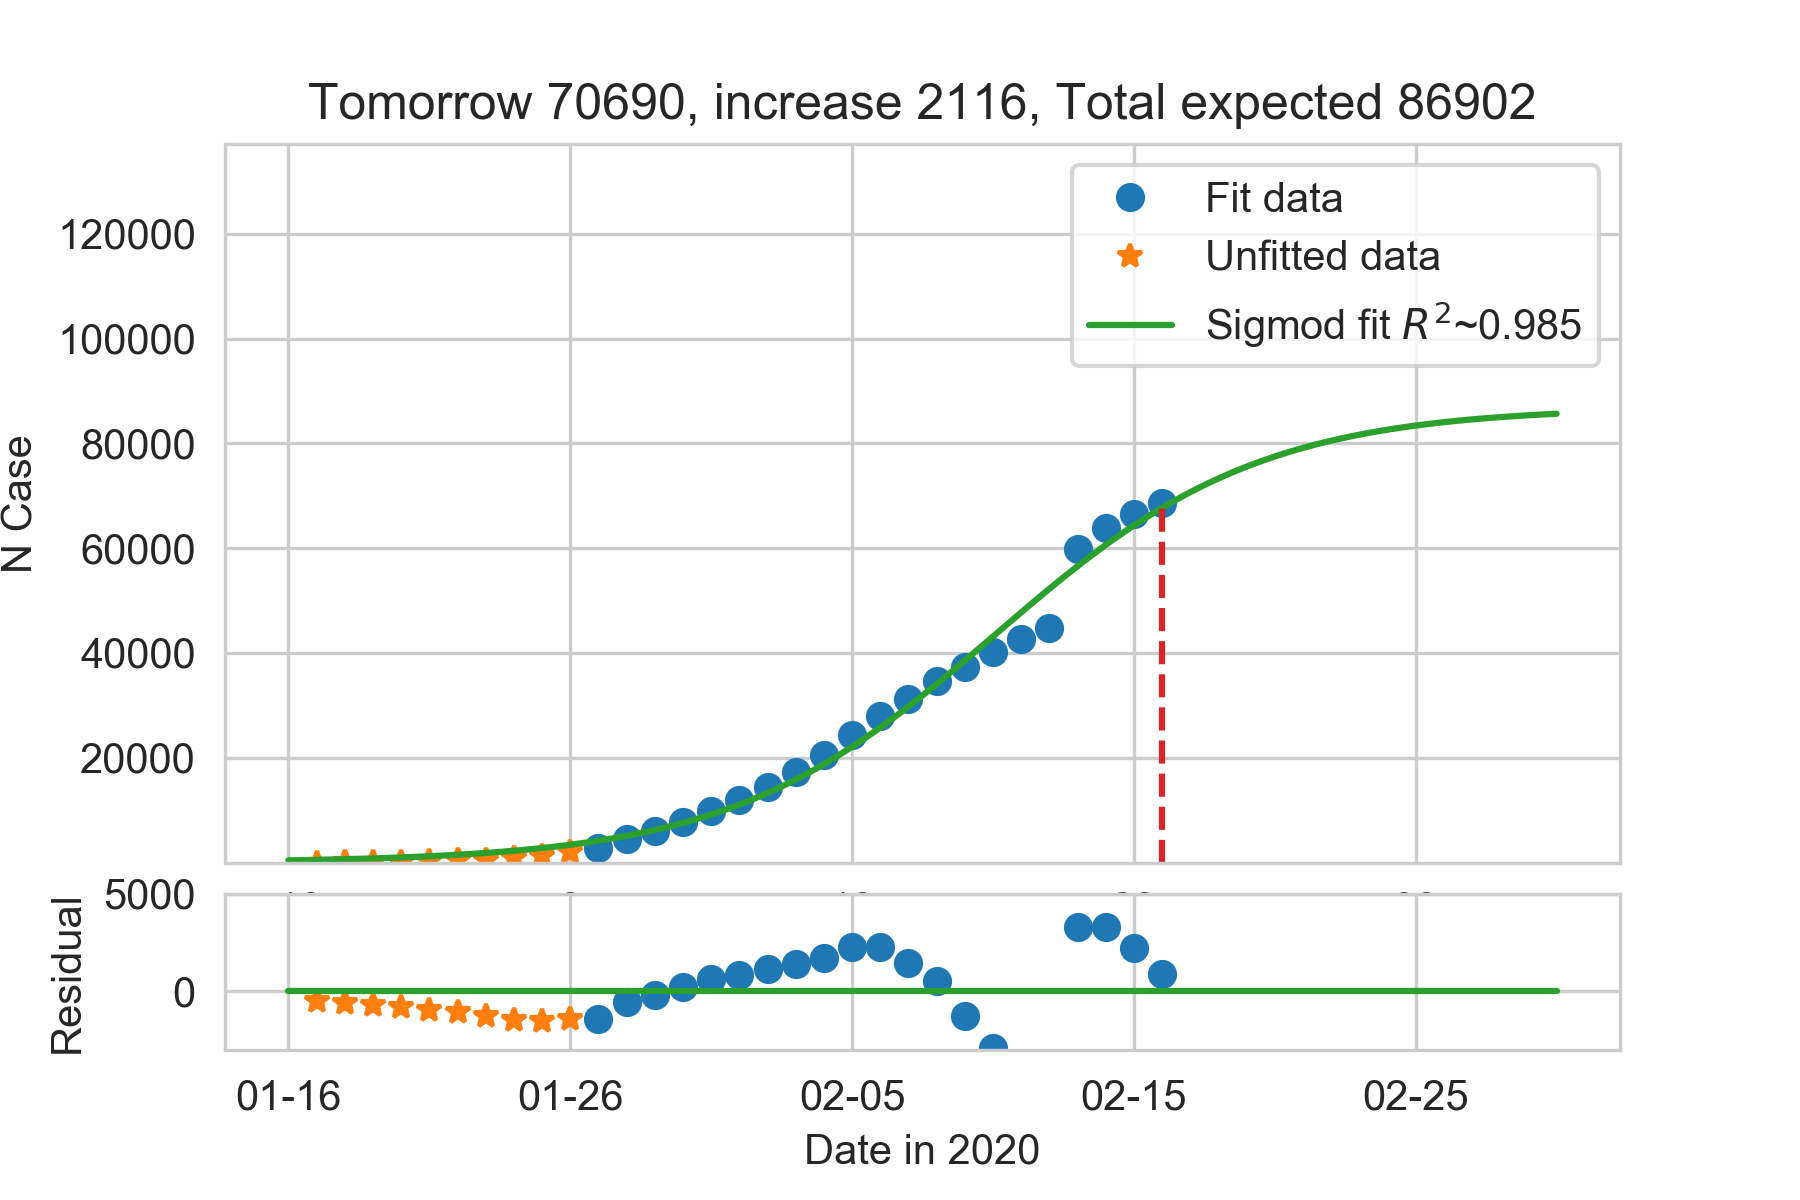 Tomorrow 70690, increase 2116, Total expected 86902
Fit data
Unfitted data
Sigmod fit R²~0.985
N Case
120000
100000
80000
60000
40000
20000
Residual
5000
0
01-16 01-26 02-05 02-15 02-25
Date in 2020